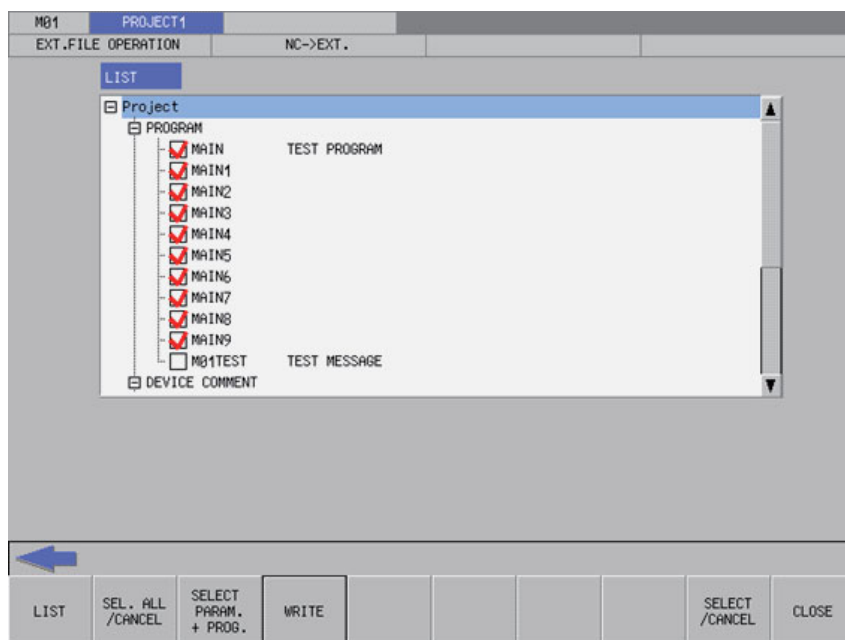 M01 PROJECT1
EXT.FILE OPERATION NC->EXT.
LIST
Project
PROGRAM
MAIN TEST PROGRAM
MAIN1
MAIN2
MAIN3
MAIN4
MAIN5
MAIN6
MAIN7
MAIN8
MAIN9
M01TEST TEST MESSAGE
DEVICE COMMENT
LIST
SEL. ALL
/CANCEL
SELECT
PARAM.
+ PROG.
WRITE
SELECT
/CANCEL
CLOSE